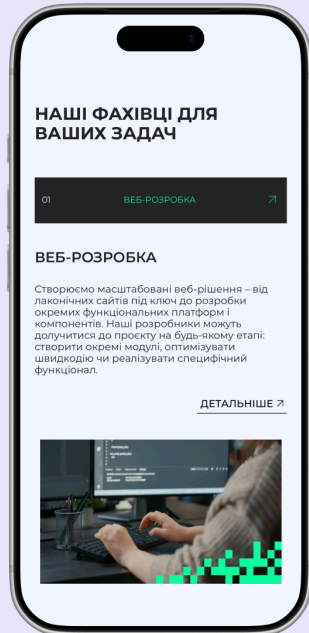 НАШІ ФАХІВЦІ ДЛЯ
ВАШИХ ЗАДАЧ
01 ВЕБ-РОЗРОБКА
ВЕБ-РОЗРОБКА
Створюємо масштабовані веб-рішення – від
лаконічних сайтів під ключ до розробки
окремих функціональних платформ і
компонентів. Наші розробники можуть
долучитися до проєкту на будь-якому етапі:
створити окремі модулі, оптимізувати
швидкодію чи реалізувати специфічний
функціонал.
ДЕТАЛЬНІШЕ